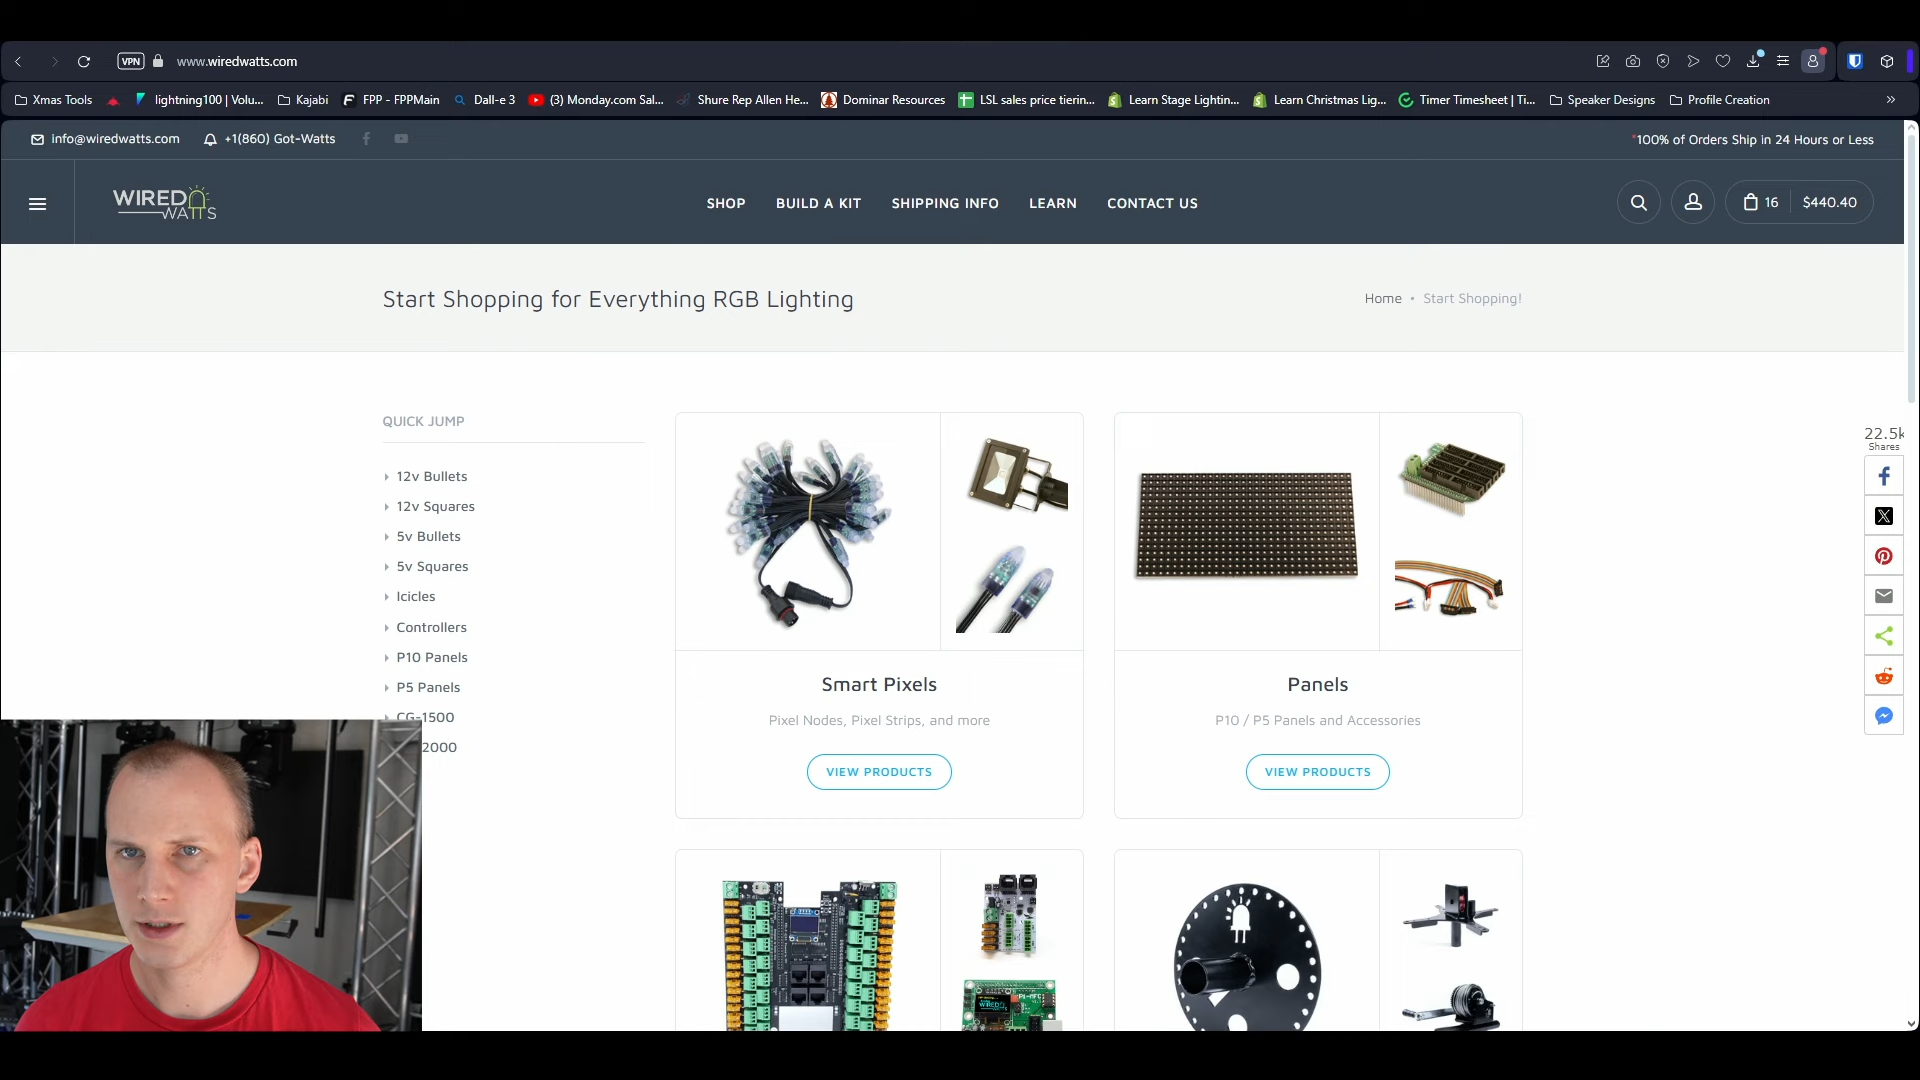 VPN
www.wiredwatts.com
Xmas Tools
lightning100 | Volu...
Kajabi
FPP - FPPMain
Dall-e 3
(3) Monday.com Sal...
Shure Rep Allen He...
Dominar Resources
LSL sales price tierin...
Learn Stage Lightin...
Learn Christmas Lig...
Timer Timesheet | Ti...
Speaker Designs
Profile Creation
info@wiredwatts.com
+1(860) Got-Watts
*100% of Orders Ship in 24 Hours or Less
WIRED
WATTS
SHOP
BUILD A KIT
SHIPPING INFO
LEARN
CONTACT US
16
$440.40
Start Shopping for Everything RGB Lighting
Home • Start Shopping!
QUICK JUMP
12v Bullets
12v Squares
5v Bullets
5v Squares
Icicles
Controllers
P10 Panels
P5 Panels
CG-1500
2000
Smart Pixels
Pixel Nodes, Pixel Strips, and more
VIEW PRODUCTS
Panels
P10 / P5 Panels and Accessories
VIEW PRODUCTS
22.5k
Shares